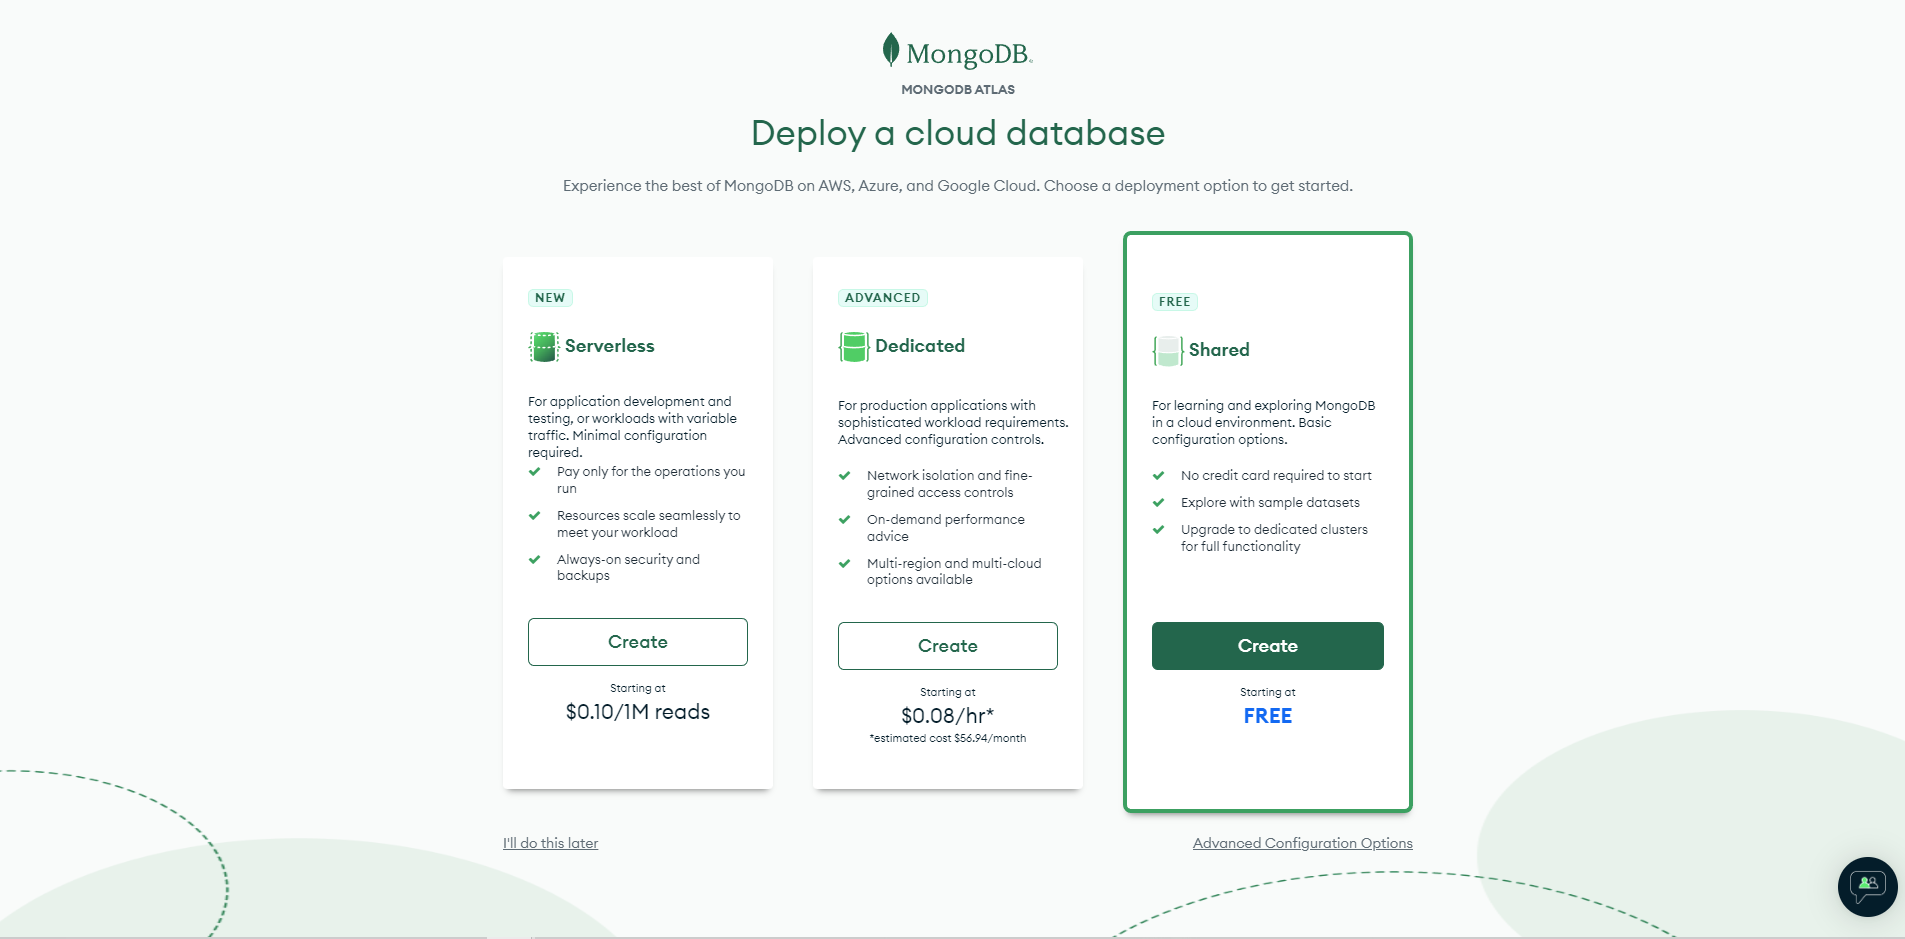 MongoDB®
MONGODB ATLAS
Deploy a cloud database
Experience the best of MongoDB on AWS, Azure, and Google Cloud. Choose a deployment option to get started.
NEW
Serverless
For application development and
testing, or workloads with variable
traffic. Minimal configuration
required.
Pay only for the operations you
run
Resources scale seamlessly to
meet your workload
Always-on security and
backups
Create
Starting at
$0.10/1M reads
ADVANCED
Dedicated
For production applications with
sophisticated workload requirements.
Advanced configuration controls.
Network isolation and fine-
grained access controls
On-demand performance
advice
Multi-region and multi-cloud
options available
Create
Starting at
$0.08/hr*
*estimated cost $56.94/month
FREE
Shared
For learning and exploring MongoDB
in a cloud environment. Basic
configuration options.
No credit card required to start
Explore with sample datasets
Upgrade to dedicated clusters
for full functionality
Create
Starting at
FREE
I'll do this later
Advanced Configuration Options